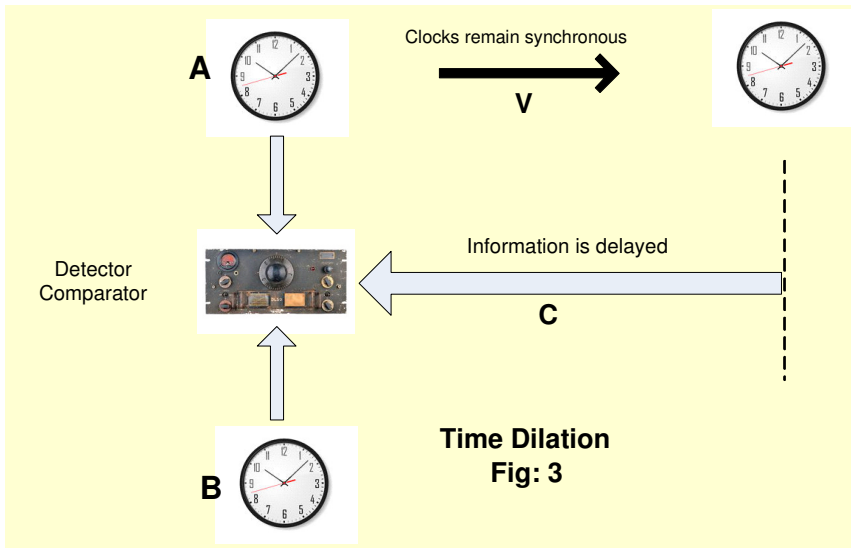 A
Clocks remain synchronous
V
Detector
Comparator
Information is delayed
C
B
Time Dilation
Fig: 3